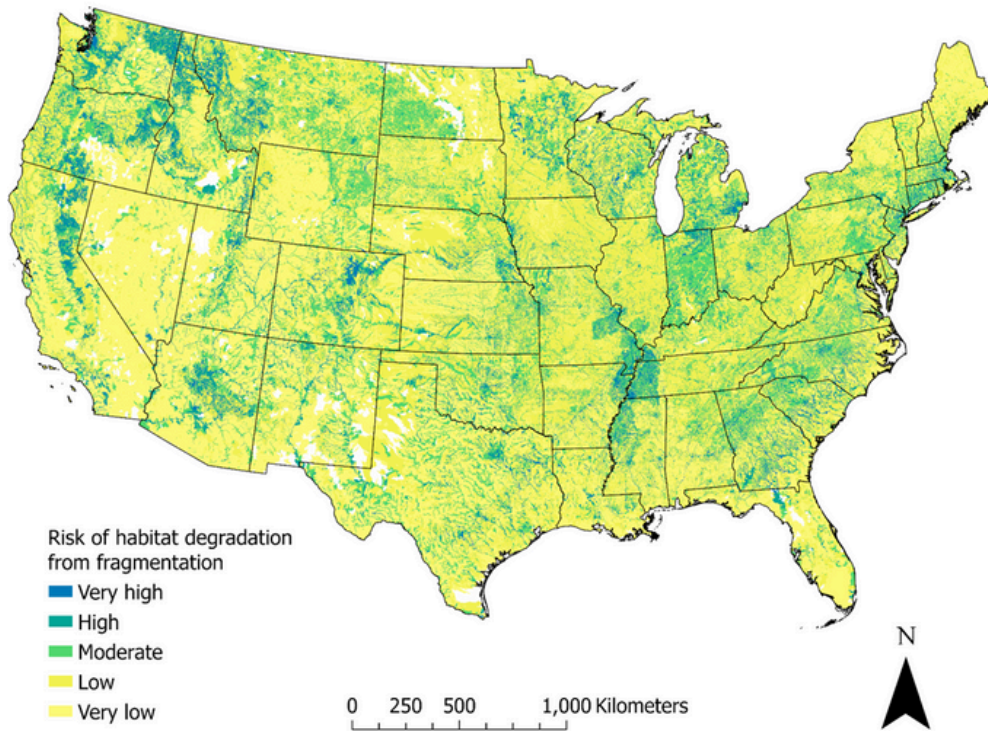 Risk of habitat degradation
from fragmentation
Very high
High
Moderate
Low
Very low
0 250 500 1,000 Kilometers
N